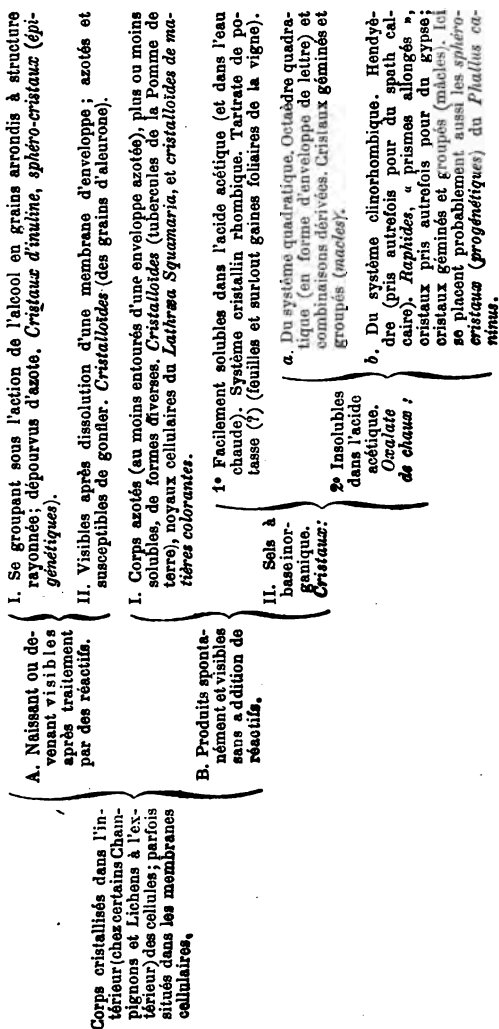 Corps cristallisés dans l'in-
térieur (chez certains Cham-
pignons et Lichens à l'ex-
térieur) des cellules; parfois
situés dans les membranes
cellulaires.
A. Naissant ou de-
venant visibles
après traitement
par des réactifs.
I. Se groupant sous l'action de l'alcool en grains arrondis à structure
rayonnée; dépourvus d'azote. Cristaux d'inuline, sphéro-cristaux (épi-
génétiques).
II. Visibles après dissolution d'une membrane d'enveloppe; azotés et
susceptibles de gonfler. Cristalloïdes (des grains d'aleurone).
B. Produits sponta-
nément et visibles
sans addition de
réactifs.
I. Corps azotés (au moins entourés d'une enveloppe azotée), plus ou moins
solubles, de formes diverses. Cristalloïdes (tubercules de la Pomme de
terre), noyaux cellulaires du Lathræa Squamaria, et cristalloïdes de ma-
tières colorantes.
II. Sels à
base inor-
ganique.
Cristaux:
1° Facilement solubles dans l'acide acétique (et dans l'eau
chaude). Système cristallin rhombique. Tartrate de po-
tasse (?) (feuilles et surtout gaines foliaires de la vigne).
2° Insolubles
dans l'acide
acétique.
Oxalate
de chaux:
a. Du système quadratique. Octaèdre quadra-
tique (en forme d'enveloppe de lettre) et
combinaisons dérivées. Cristaux géminés et
groupés (mâcles).
b. Du système clinorhombique. Hendyè-
dre (pris autrefois pour du spath cal-
caire). Raphides, « prismes allongés »,
cristaux pris autrefois pour du gypse;
cristaux géminés et groupés (mâcles). Ici
se placent probablement aussi les sphéro-
cristaux (progénétiques) du Phallus ca-
ninus.